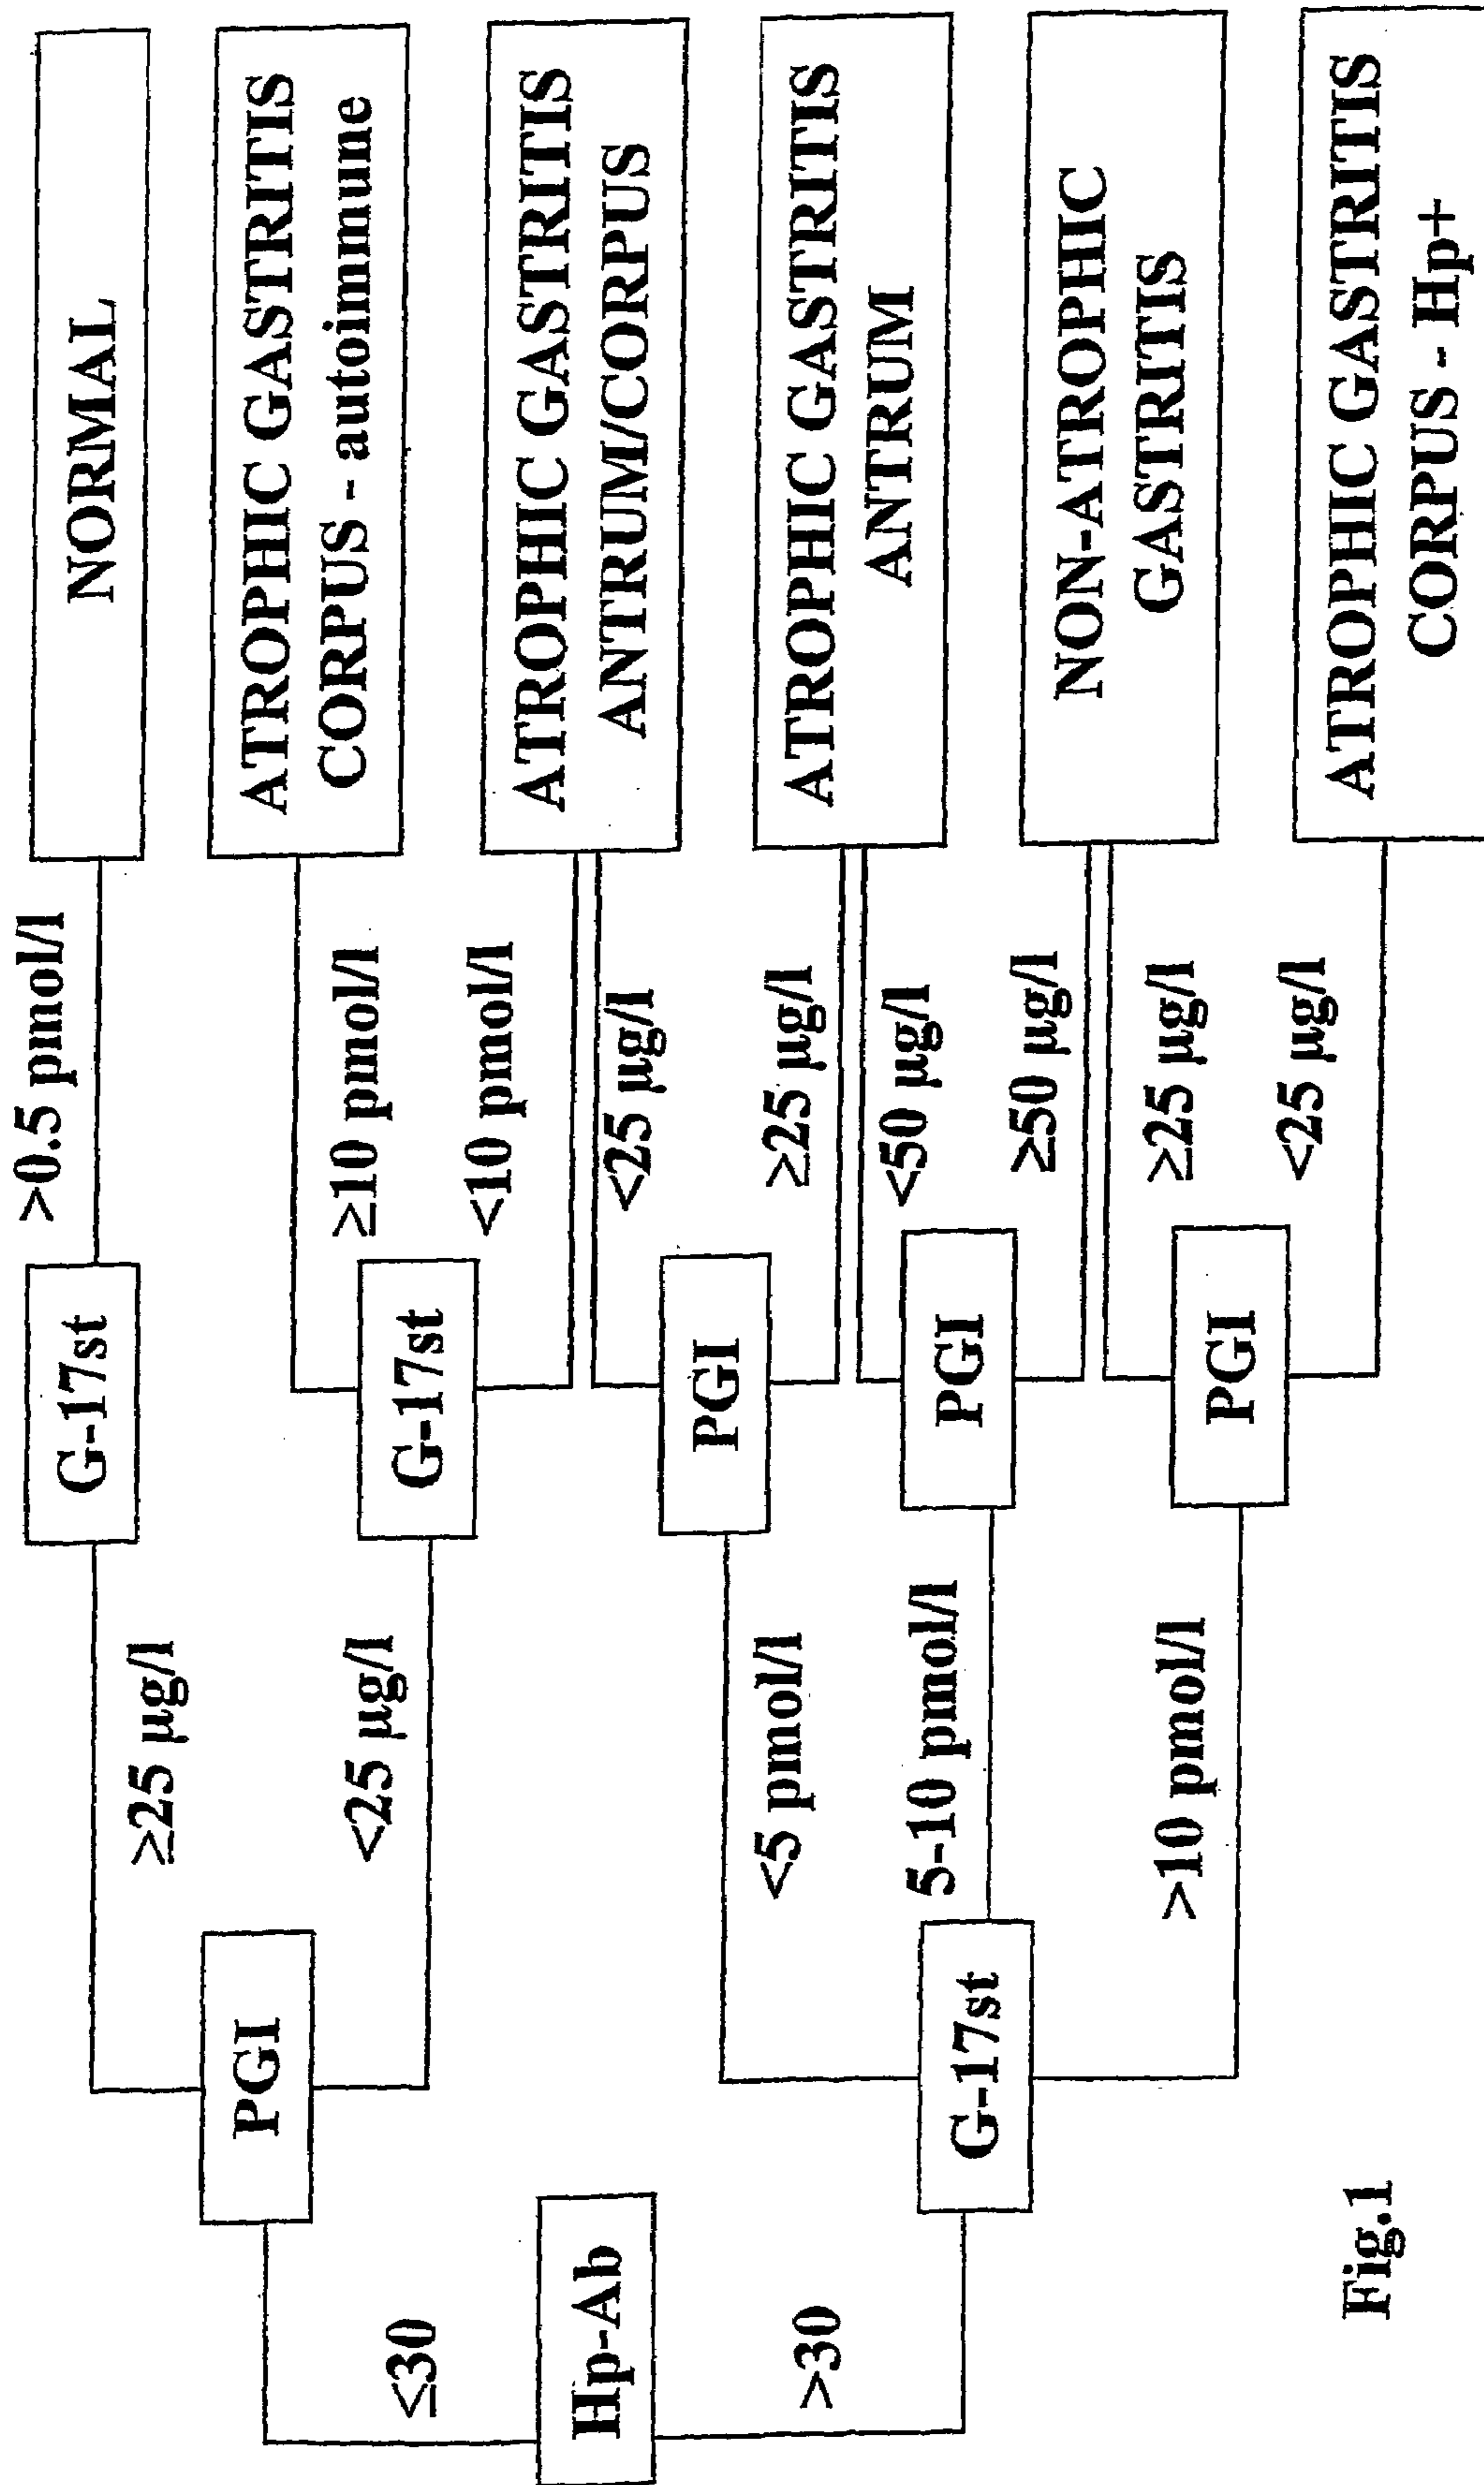 Hp-Ab
≤30
>30
PGI
≥25 µg/l
<25 µg/l
G-17st
<5 pmol/l
5-10 pmol/l
>10 pmol/l
G-17st
>0.5 pmol/l
G-17st
≥10 pmol/l
<10 pmol/l
PGI
<25 µg/l
≥25 µg/l
PGI
<50 µg/l
≥50 µg/l
PGI
≥25 µg/l
<25 µg/l
NORMAL
ATROPHIC GASTRITIS
CORPUS - autoimmune
ATROPHIC GASTRITIS
ANTRUM/CORPUS
ATROPHIC GASTRITIS
ANTRUM
NON-ATROPHIC
GASTRITIS
ATROPHIC GASTRITIS
CORPUS - Hp+
Fig.1